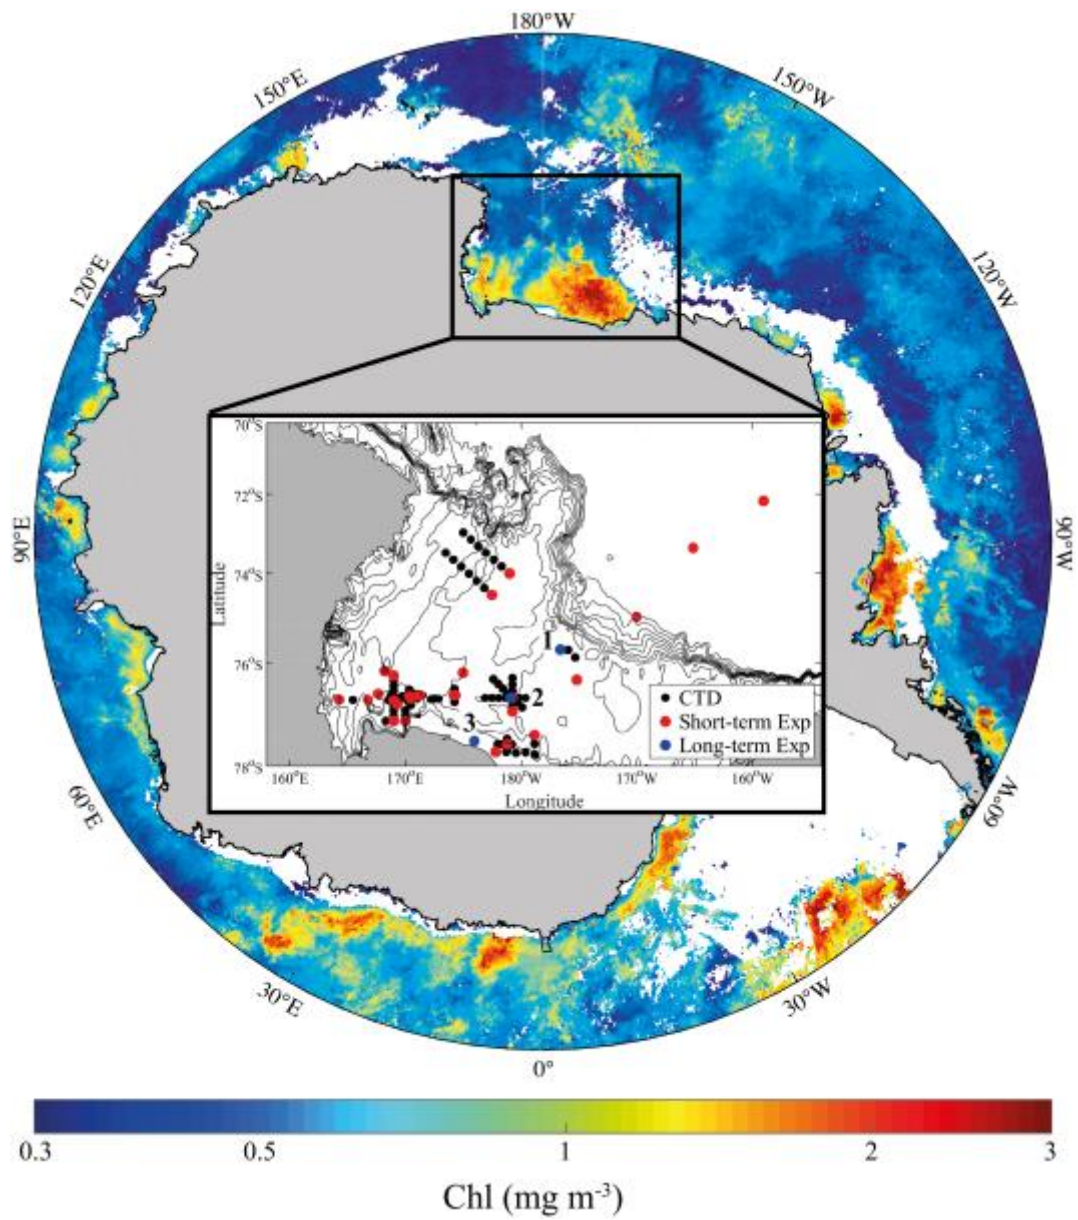 180°W
150°E
150°W
120°E
120°W
70°S
72°S
74°S
76°S
76°S
Latitude
1
2
3
CTD
Short-term Exp
Long-term Exp
160°E
170°E
180°W
170°W
160°W
Longitude
90°E
90°W
60°E
60°W
30°E
30°W
0°
0.3
0.5
1
2
3
Chl (mg m⁻³)